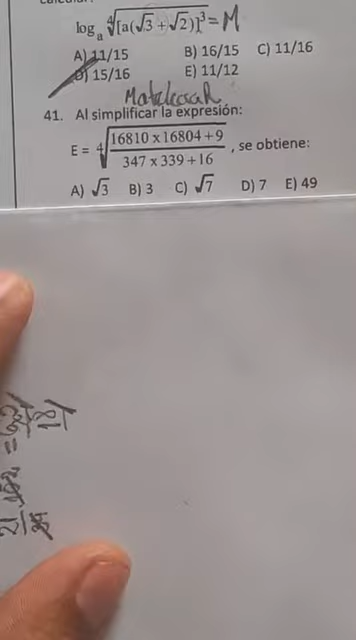 log_a ∜[a(√3 + √2)]³ = M
A) 11/15 B) 16/15 C) 11/16
D) 15/16 E) 11/12
41. Al simplificar la expresión:
E = ∜((16810 x 16804 + 9)/(347 x 339 + 16)) , se obtiene:
A) √3 B) 3 C) √7 D) 7 E) 49